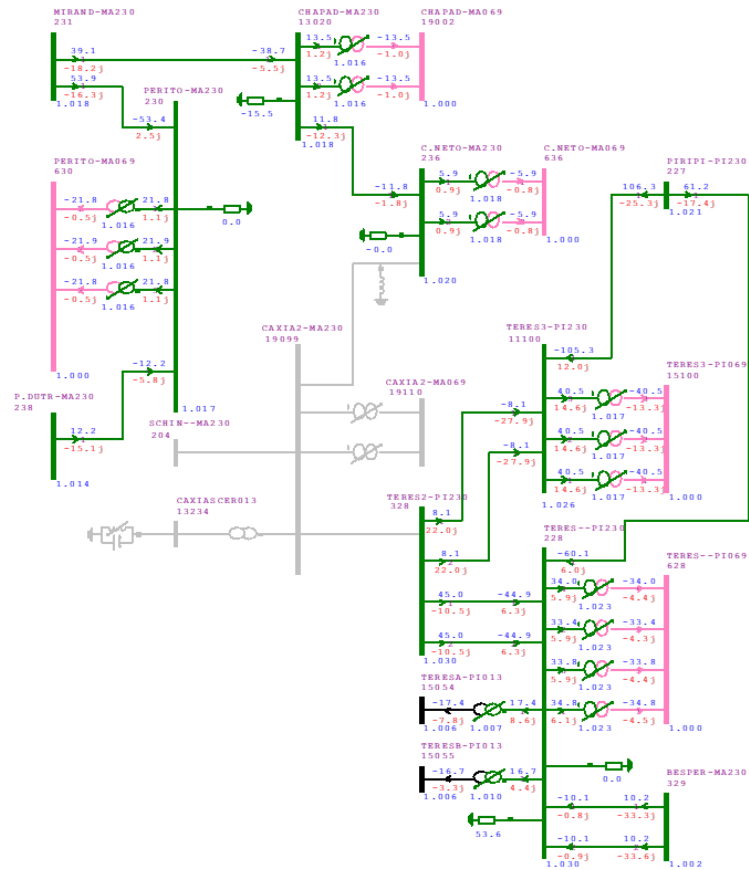 MIRAND-MA230
231
39.1
-18.2j
53.9
-16.3j
1.018
CHAPAD-MA230
13020
-38.7
-5.5j
13.5
1.2j
1.016
-13.5
-1.0j
13.5
1.2j
1.016
-13.5
-1.0j
-15.5
11.8
-12.3j
1.018
CHAPAD-MA069
19002
1.000
PERITO-MA230
230
-53.4
2.5j
PERITO-MA069
630
-21.8
-0.5j
21.8
1.1j
1.016
-21.9
-0.5j
21.9
1.1j
1.016
-21.8
-0.5j
21.8
1.1j
1.016
0.0
-12.2
-5.8j
1.000
1.017
P.DUTR-MA230
238
12.2
-15.1j
1.014
C.NETO-MA230
236
-11.8
-1.8j
5.9
0.9j
1.018
-5.9
-0.8j
5.9
0.9j
1.018
-5.9
-0.8j
-0.0
1.020
C.NETO-MA069
636
1.000
PIRIPI-PI230
227
106.3
-25.3j
61.2
-17.4j
1.021
CAXIA2-MA230
19099
CAXIA2-MA069
19110
SCHIN--MA230
204
CAXIASCER013
13234
TERES3-PI230
11100
-105.3
12.0j
-8.1
-27.9j
-8.1
-27.9j
40.5
14.6j
1.017
-40.5
-13.3j
40.5
14.6j
1.017
-40.5
-13.3j
40.5
14.6j
1.017
-40.5
-13.3j
1.026
TERES3-PI069
15100
1.000
TERES2-PI230
328
8.1
22.0j
8.1
22.0j
45.0
-10.5j
45.0
-10.5j
1.030
TERES--PI230
228
-60.1
6.0j
-44.9
6.3j
-44.9
6.3j
34.0
5.9j
1.023
-34.0
-4.4j
33.4
5.9j
1.023
-33.4
-4.3j
33.8
5.9j
1.023
-33.8
-4.4j
34.8
6.1j
1.023
-34.8
-4.5j
TERES--PI069
628
1.000
TERESA-PI013
15054
-17.4
-7.8j
17.4
8.6j
1.006
1.007
TERESB-PI013
15055
-16.7
-3.3j
16.7
4.4j
1.006
1.010
0.0
53.6
-10.1
-0.8j
-10.1
-0.9j
1.030
BESPER-MA230
329
10.2
-33.3j
10.2
-33.6j
1.002